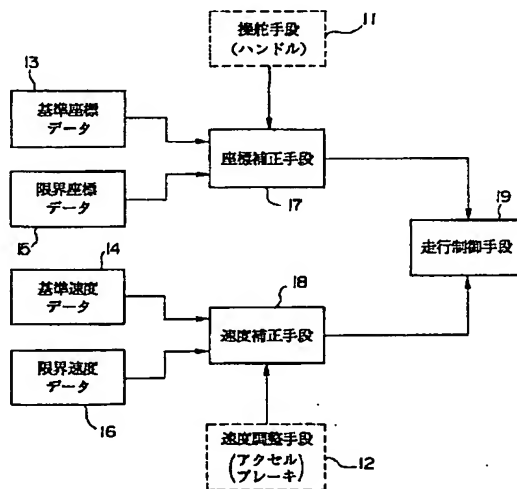 11
操舵手段
(ハンドル)
13
基準座標
データ
座標補正手段
17
限界座標
データ
15
19
走行制御手段
14
基準速度
データ
18
速度補正手段
限界速度
データ
16
速度調整手段
(アクセル
ブレーキ)
12